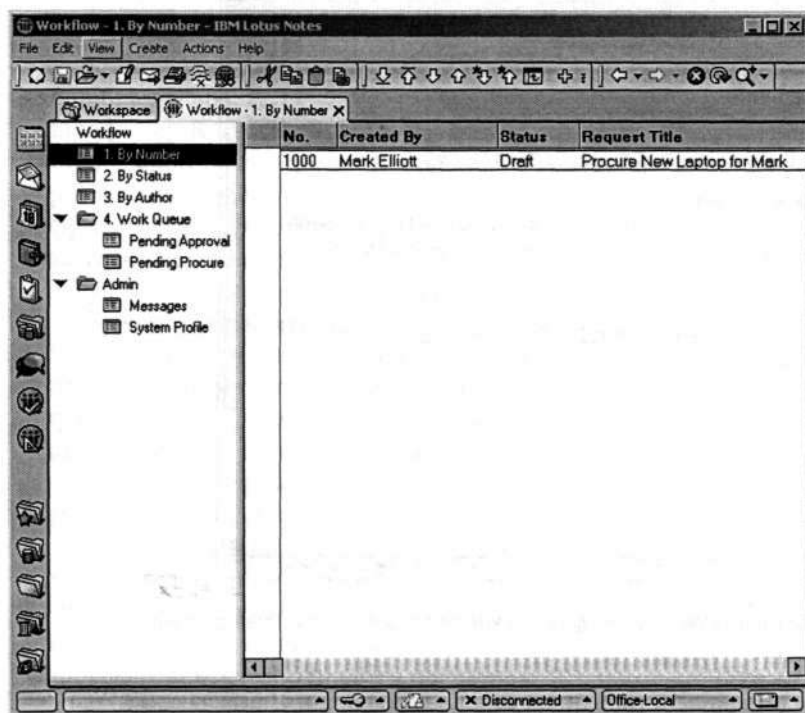 Workflow - 1. By Number - IBM Lotus Notes
File Edit View Create Actions Help
Workspace Workflow - 1. By Number
Workflow
1. By Number
2. By Status
3. By Author
4. Work Queue
Pending Approval
Pending Procure
Admin
Messages
System Profile
No. Created By Status Request Title
1000 Mark Elliott Draft Procure New Laptop for Mark
Disconnected Office-Local